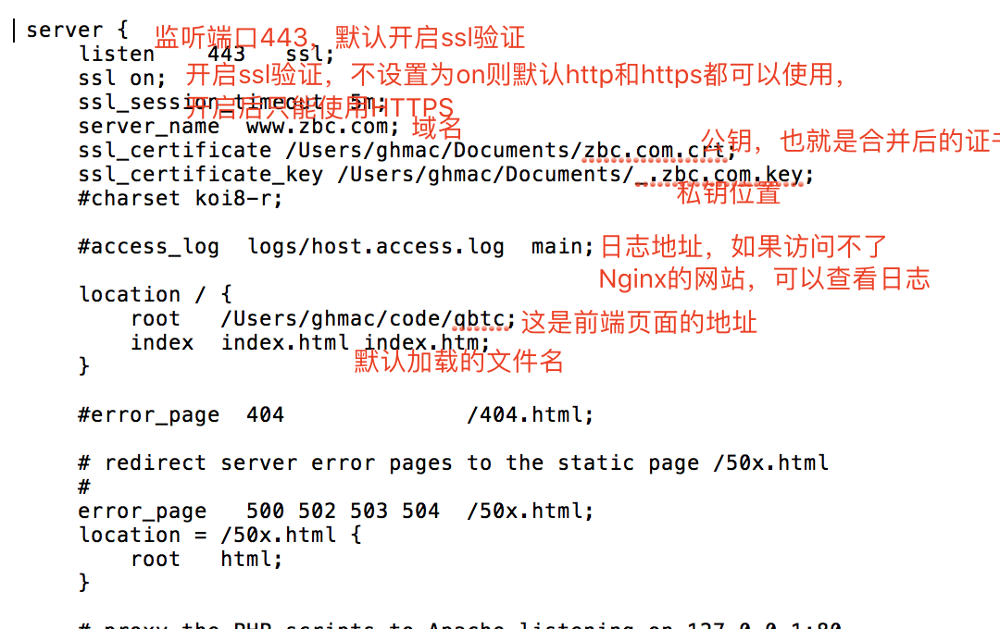 server {
监听端口443，默认开启ssl验证
listen 443 ssl;
ssl on;
开启ssl验证，不设置为on则默认http和https都可以使用，
开启后只能使用HTTPS
ssl_session_timeout 5m;
server_name www.zbc.com;
域名
ssl_certificate /Users/ghmac/Documents/zbc.com.crt;
公钥，也就是合并后的证
ssl_certificate_key /Users/ghmac/Documents/_.zbc.com.key;
私钥位置
#charset koi8-r;
#access_log logs/host.access.log main;
日志地址，如果访问不了
Nginx的网站，可以查看日志
location / {
root /Users/ghmac/code/qbtc;
这是前端页面的地址
index index.html index.htm;
默认加载的文件名
}
#error_page 404 /404.html;
# redirect server error pages to the static page /50x.html
#
error_page 500 502 503 504 /50x.html;
location = /50x.html {
root html;
}
# proxy the PHP scripts to Apache listening on 127.0.0.1:80